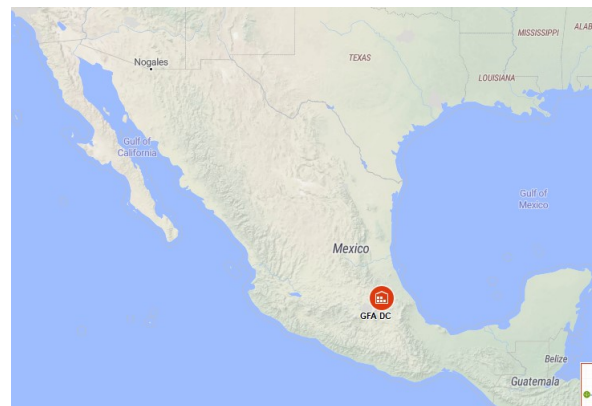 MISSISSIPPI
ALAB
TEXAS
Nogales
LOUISIANA
Gulf of
California
Gulf of
Mexico
Mexico
GFA DC
Belize
Guatemala